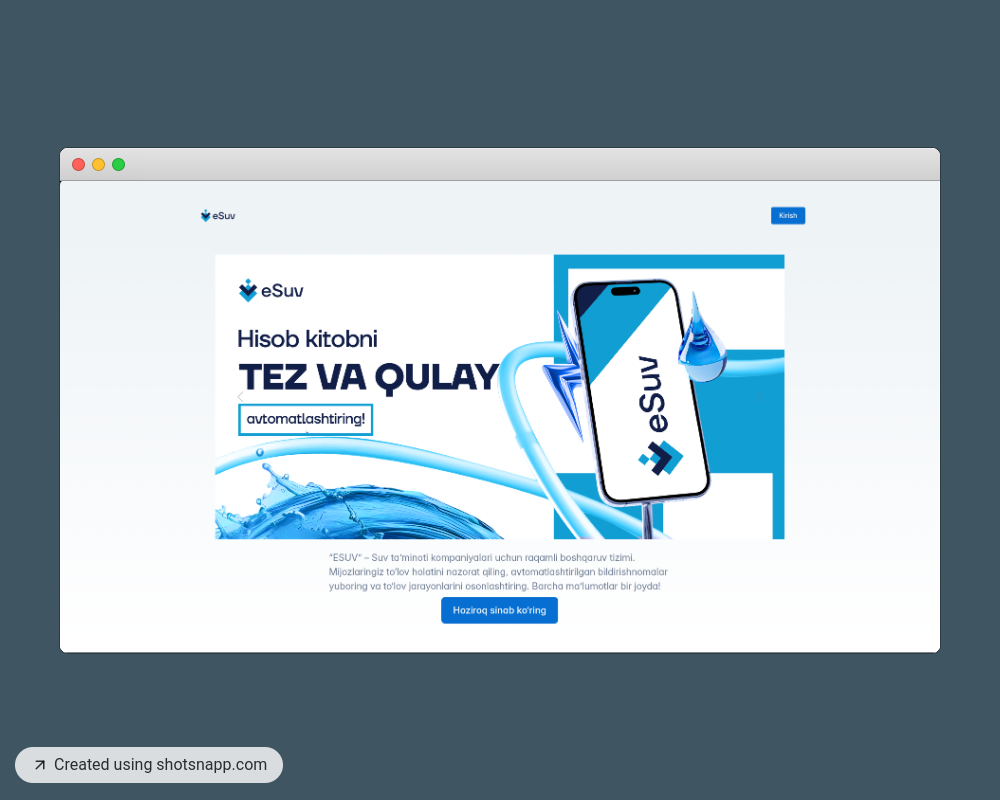 eSuv
Kirish
eSuv
Hisob kitobni
TEZ VA QULAY
avtomatlashtiring!
eSuv
"ESUV" – Suv ta'minoti kompaniyalari uchun raqamli boshqaruv tizimi.
Mijozlaringiz to'lov holatini nazorat qiling, avtomatlashtirilgan bildirishnomalar
yuboring va to'lov jarayonlarini osonlashtiring. Barcha ma'lumotlar bir joyda!
Hoziroq sinab ko'ring
Created using shotsnapp.com